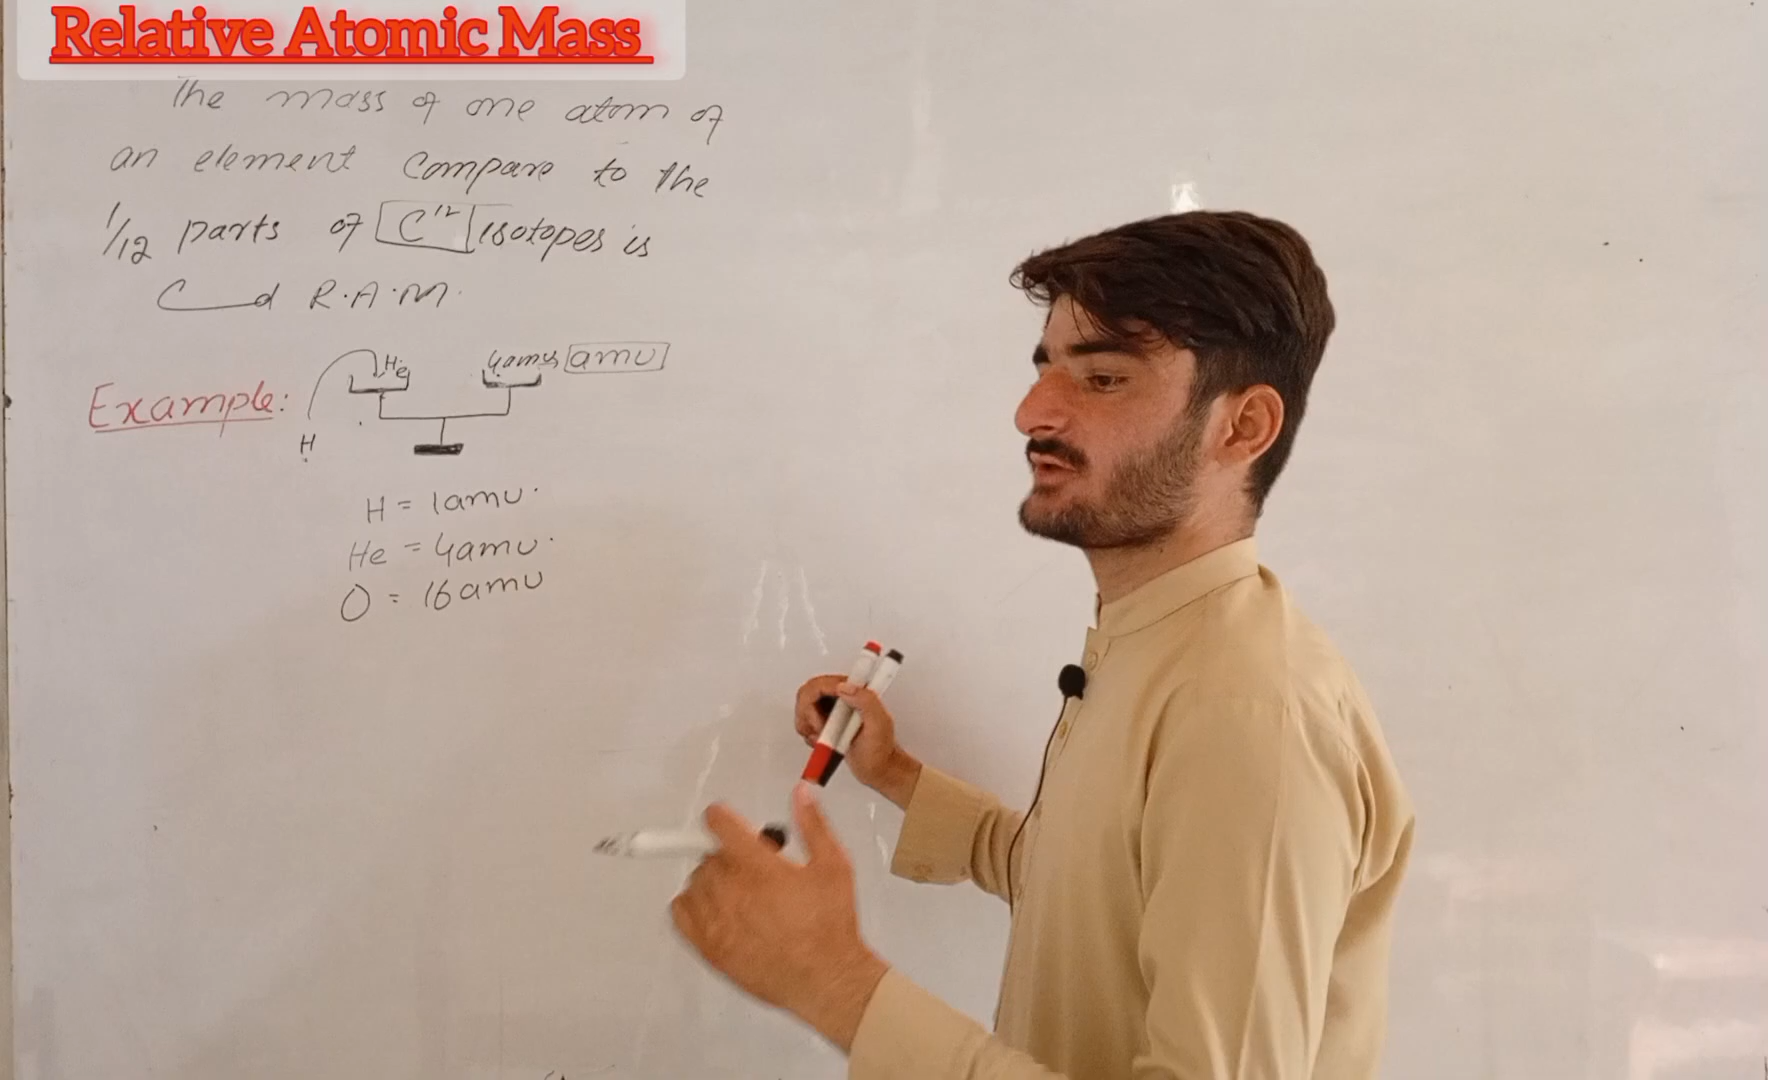 Relative Atomic Mass
The mass of one atom of
an element compare to the
1/12 parts of C¹² isotopes is
C d R.A.M.
Example:
He 4amu amu
H
H = 1amu.
He = 4amu.
O = 16amu